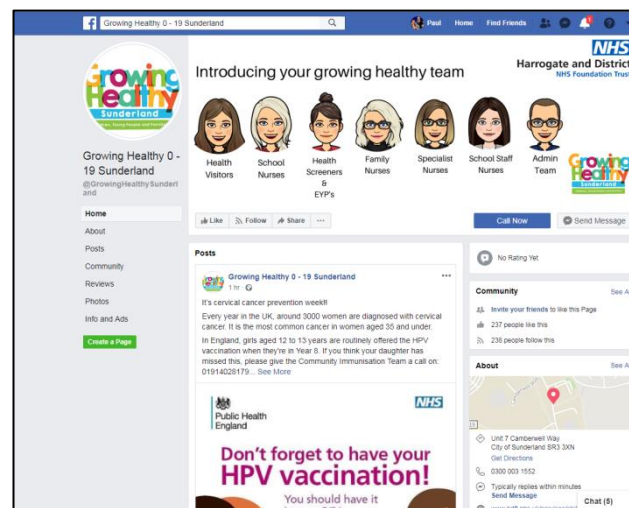 Growing Healthy 0 - 19 Sunderland
Paul Home Find Friends
1
Growing
Healthy
Sunderland
Growing Healthy 0 -
19 Sunderland
@GrowingHealthySunderl
and
Home
About
Posts
Community
Reviews
Photos
Info and Ads
Create a Page
NHS
Harrogate and District
NHS Foundation Trust
Introducing your growing healthy team
Health
Visitors
School
Nurses
Health
Screeners
&
EYP's
Family
Nurses
Specialist
Nurses
School Staff
Nurses
Admin
Team
Growing
Healthy
Sunderland
Like Follow Share ...
Call Now
Send Message
Posts
Growing Healthy 0 - 19 Sunderland
1 hr
It's cervical cancer prevention week!!
Every year in the UK, around 3000 women are diagnosed with cervical
cancer. It is the most common cancer in women aged 35 and under.
In England, girls aged 12 to 13 years are routinely offered the HPV
vaccination when they're in Year 8. If you think your daughter has
missed this, please give the Community Immunisation Team a call on:
01914028179... See More
Public Health
England
NHS
Don't forget to have your
HPV vaccination!
You should have it
No Rating Yet
Community
See A
Invite your friends to like this Page
237 people like this
236 people follow this
About
See A
Unit 7 Camberwell Way
City of Sunderland SR3 3XN
Get Directions
0300 003 1552
Typically replies within minutes
Send Message
Chat (5)